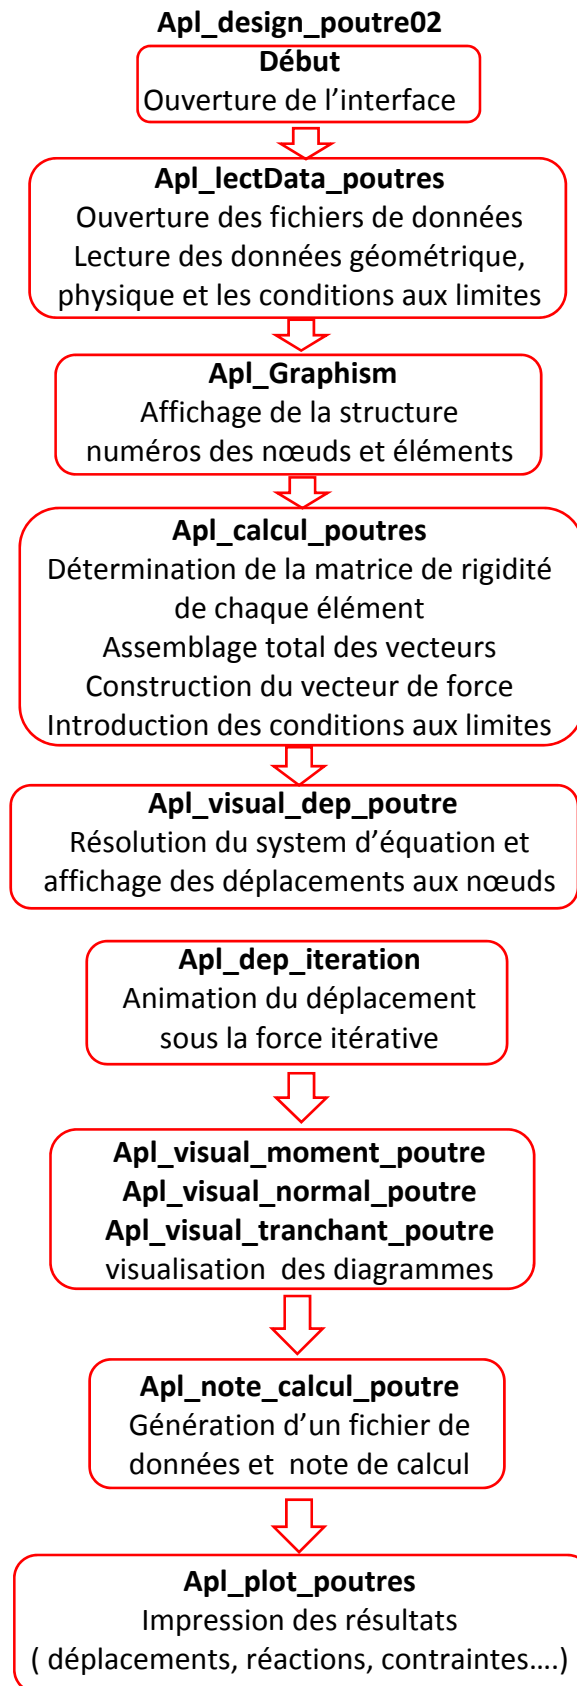 Apl_design_poutre02
Début
Ouverture de l’interface
Apl_lectData_poutres
Ouverture des fichiers de données
Lecture des données géométrique,
physique et les conditions aux limites
Apl_Graphism
Affichage de la structure
numéros des nœuds et éléments
Apl_calcul_poutres
Détermination de la matrice de rigidité
de chaque élément
Assemblage total des vecteurs
Construction du vecteur de force
Introduction des conditions aux limites
Apl_visual_dep_poutre
Résolution du system d’équation et
affichage des déplacements aux nœuds
Apl_dep_iteration
Animation du déplacement
sous la force itérative
Apl_visual_moment_poutre
Apl_visual_normal_poutre
Apl_visual_tranchant_poutre
visualisation des diagrammes
Apl_note_calcul_poutre
Génération d’un fichier de
données et note de calcul
Apl_plot_poutres
Impression des résultats
( déplacements, réactions, contraintes….)